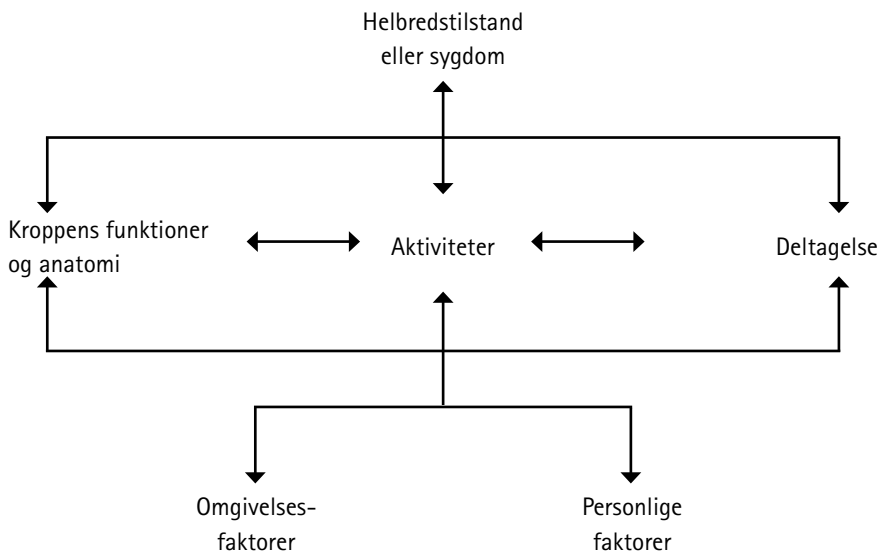 Helbredstilstand
eller sygdom
Kroppens funktioner
og anatomi
Aktiviteter
Deltagelse
Omgivelses-
faktorer
Personlige
faktorer